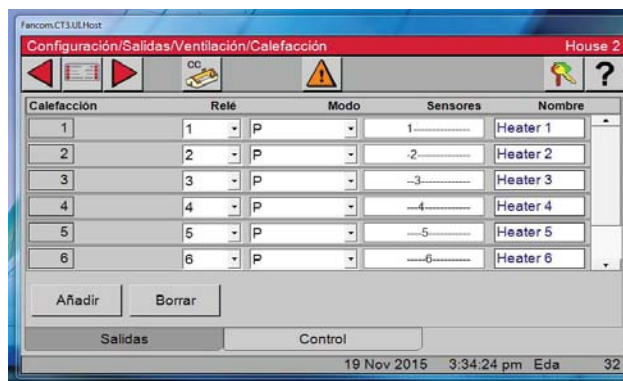 Fancom.CT3.ULHost
Configuración/Salidas/Ventilación/Calefacción House 2
CC ?
Calefacción Relé Modo Sensores Nombre
1 1 P 1--------------- Heater 1
2 2 P -2-------------- Heater 2
3 3 P --3------------- Heater 3
4 4 P ---4------------ Heater 4
5 5 P ----5----------- Heater 5
6 6 P -----6---------- Heater 6
Añadir Borrar
Salidas Control
19 Nov 2015 3:34:24 pm Eda 32